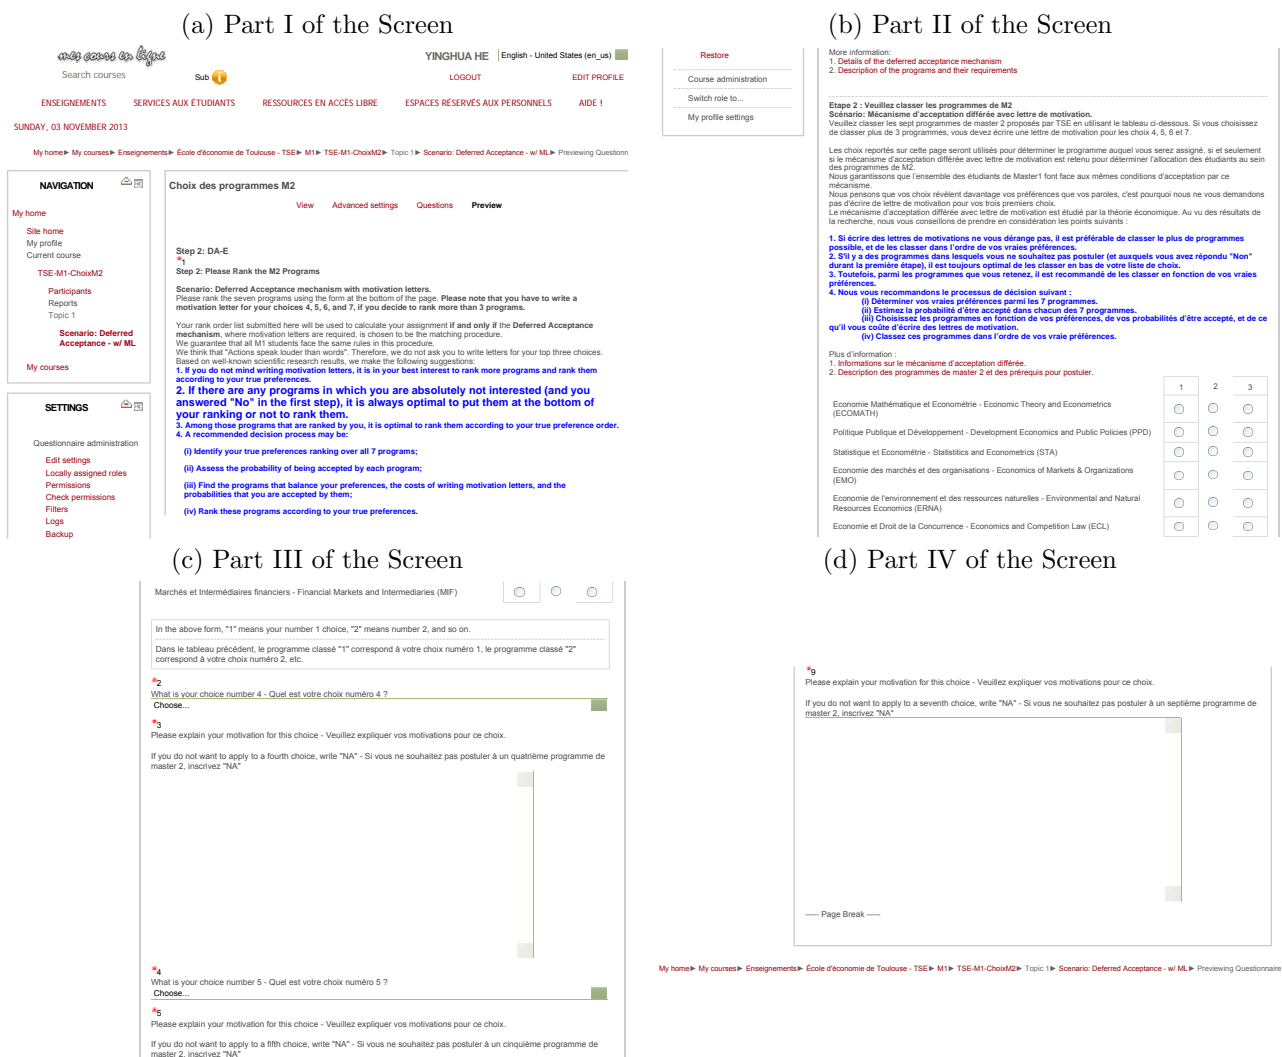 (a) Part I of the Screen
mes cours en ligne
YINGHUA HE
English - United States (en_us)
Search courses
Sub
LOGOUT
EDIT PROFILE
ENSEIGNEMENTS
SERVICES AUX ÉTUDIANTS
RESSOURCES EN ACCÈS LIBRE
ESPACES RÉSERVÉS AUX PERSONNELS
AIDE !
SUNDAY, 03 NOVEMBER 2013
My home► My courses► Enseignements► École d'économie de Toulouse - TSE► M1► TSE-M1-ChoixM2► Topic 1► Scenario: Deferred Acceptance - w/ ML► Previewing Questionn
NAVIGATION
My home
Site home
My profile
Current course
TSE-M1-ChoixM2
Participants
Reports
Topic 1
Scenario: Deferred
Acceptance - w/ ML
My courses
SETTINGS
Questionnaire administration
Edit settings
Locally assigned roles
Permissions
Check permissions
Filters
Logs
Backup
Choix des programmes M2
View
Advanced settings
Questions
Preview
Step 2: DA-E
*1
Step 2: Please Rank the M2 Programs
Scenario: Deferred Acceptance mechanism with motivation letters.
Please rank the seven programs using the form at the bottom of the page. Please note that you have to write a
motivation letter for your choices 4, 5, 6, and 7, if you decide to rank more than 3 programs.
Your rank order list submitted here will be used to calculate your assignment if and only if the Deferred Acceptance
mechanism, where motivation letters are required, is chosen to be the matching procedure.
We guarantee that all M1 students face the same rules in this procedure.
We think that "Actions speak louder than words". Therefore, we do not ask you to write letters for your top three choices.
Based on well-known scientific research results, we make the following suggestions:
1. If you do not mind writing motivation letters, it is in your best interest to rank more programs and rank them
according to your true preferences.
2. If there are any programs in which you are absolutely not interested (and you
answered "No" in the first step), it is always optimal to put them at the bottom of
your ranking or not to rank them.
3. Among those programs that are ranked by you, it is optimal to rank them according to your true preference order.
4. A recommended decision process may be:
(i) Identify your true preferences ranking over all 7 programs;
(ii) Assess the probability of being accepted by each program;
(iii) Find the programs that balance your preferences, the costs of writing motivation letters, and the
probabilities that you are accepted by them;
(iv) Rank these programs according to your true preferences.
(b) Part II of the Screen
Restore
Course administration
Switch role to...
My profile settings
More information:
1. Details of the deferred acceptance mechanism
2. Description of the programs and their requirements
Etape 2 : Veuillez classer les programmes de M2
Scénario: Mécanisme d'acceptation différée avec lettre de motivation.
Veuillez classer les sept programmes de master 2 proposés par TSE en utilisant le tableau ci-dessous. Si vous choisissez
de classer plus de 3 programmes, vous devez écrire une lettre de motivation pour les choix 4, 5, 6 et 7.
Les choix reportés sur cette page seront utilisés pour déterminer le programme auquel vous serez assigné, si et seulement
si le mécanisme d'acceptation différée avec lettre de motivation est retenu pour déterminer l'allocation des étudiants au sein
des programmes de M2.
Nous garantissons que l'ensemble des étudiants de Master1 font face aux mêmes conditions d'acceptation par ce
mécanisme.
Nous pensons que vos choix révèlent davantage vos préférences que vos paroles, c'est pourquoi nous ne vous demandons
pas d'écrire de lettre de motivation pour vos trois premiers choix.
Le mécanisme d'acceptation différée avec lettre de motivation est étudié par la théorie économique. Au vu des résultats de
la recherche, nous vous conseillons de prendre en considération les points suivants :
1. Si écrire des lettres de motivations ne vous dérange pas, il est préférable de classer le plus de programmes
possible, et de les classer dans l'ordre de vos vraies préférences.
2. S'il y a des programmes dans lesquels vous ne souhaitez pas postuler (et auxquels vous avez répondu "Non"
durant la première étape), il est toujours optimal de les classer en bas de votre liste de choix.
3. Toutefois, parmi les programmes que vous retenez, il est recommandé de les classer en fonction de vos vraies
préférences.
4. Nous vous recommandons le processus de décision suivant :
(i) Déterminer vos vraies préférences parmi les 7 programmes.
(ii) Estimez la probabilité d'être accepté dans chacun des 7 programmes.
(iii) Choisissez les programmes en fonction de vos préférences, de vos probabilités d'être accepté, et de ce
qu'il vous coûte d'écrire des lettres de motivation.
(iv) Classez ces programmes dans l'ordre de vos vraie préférences.
Plus d'information :
1. Informations sur le mécanisme d'acceptation différée.
2. Description des programmes de master 2 et des prérequis pour postuler.
1 2 3
Economie Mathématique et Econométrie - Economic Theory and Econometrics
(ECOMATH)
Politique Publique et Développement - Development Economics and Public Policies (PPD)
Statistique et Econométrie - Statistics and Econometrics (STA)
Economie des marchés et des organisations - Economics of Markets & Organizations
(EMO)
Economie de l'environnement et des ressources naturelles - Environmental and Natural
Resources Economics (ERNA)
Economie et Droit de la Concurrence - Economics and Competition Law (ECL)
(c) Part III of the Screen
Marchés et Intermédiaires financiers - Financial Markets and Intermediaries (MIF)
In the above form, "1" means your number 1 choice, "2" means number 2, and so on.
Dans le tableau précédent, le programme classé "1" correspond à votre choix numéro 1, le programme classé "2"
correspond à votre choix numéro 2, etc.
*2
What is your choice number 4 - Quel est votre choix numéro 4 ?
Choose...
*3
Please explain your motivation for this choice - Veuillez expliquer vos motivations pour ce choix.
If you do not want to apply to a fourth choice, write "NA" - Si vous ne souhaitez pas postuler à un quatrième programme de
master 2, inscrivez "NA"
*4
What is your choice number 5 - Quel est votre choix numéro 5 ?
Choose...
*5
Please explain your motivation for this choice - Veuillez expliquer vos motivations pour ce choix.
If you do not want to apply to a fifth choice, write "NA" - Si vous ne souhaitez pas postuler à un cinquième programme de
master 2, inscrivez "NA"
(d) Part IV of the Screen
*9
Please explain your motivation for this choice - Veuillez expliquer vos motivations pour ce choix.
If you do not want to apply to a seventh choice, write "NA" - Si vous ne souhaitez pas postuler à un septième programme de
master 2, inscrivez "NA"
----- Page Break -----
My home► My courses► Enseignements► École d'économie de Toulouse - TSE► M1► TSE-M1-ChoixM2► Topic 1► Scenario: Deferred Acceptance - w/ ML► Previewing Questionnaire